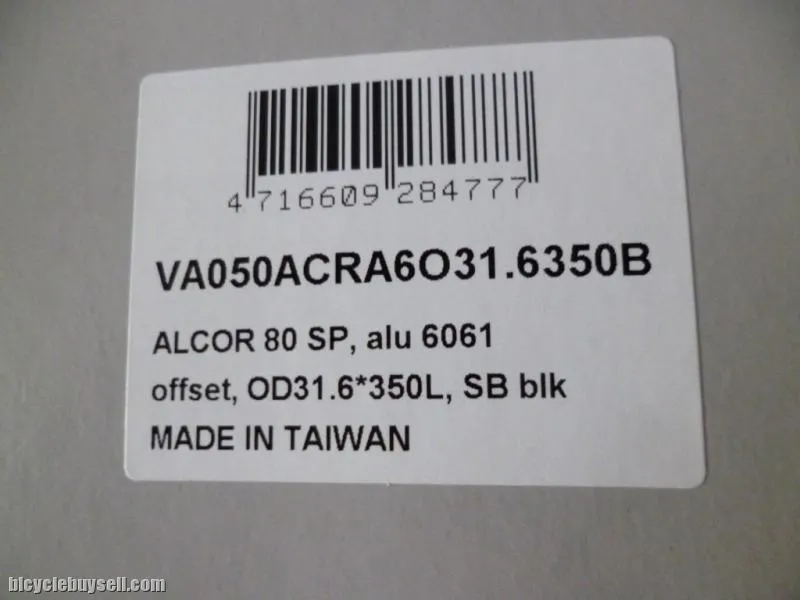 4 716609 284777
VA050ACRA6O31.6350B
ALCOR 80 SP, alu 6061
offset, OD31.6*350L, SB blk
MADE IN TAIWAN
bicyclebuysell.com